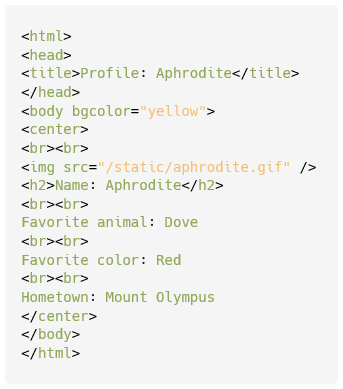 <html>
<head>
<title>Profile: Aphrodite</title>
</head>
<body bgcolor="yellow">
<center>
<br><br>
<img src="/static/aphrodite.gif" />
<h2>Name: Aphrodite</h2>
<br><br>
Favorite animal: Dove
<br><br>
Favorite color: Red
<br><br>
Hometown: Mount Olympus
</center>
</body>
</html>